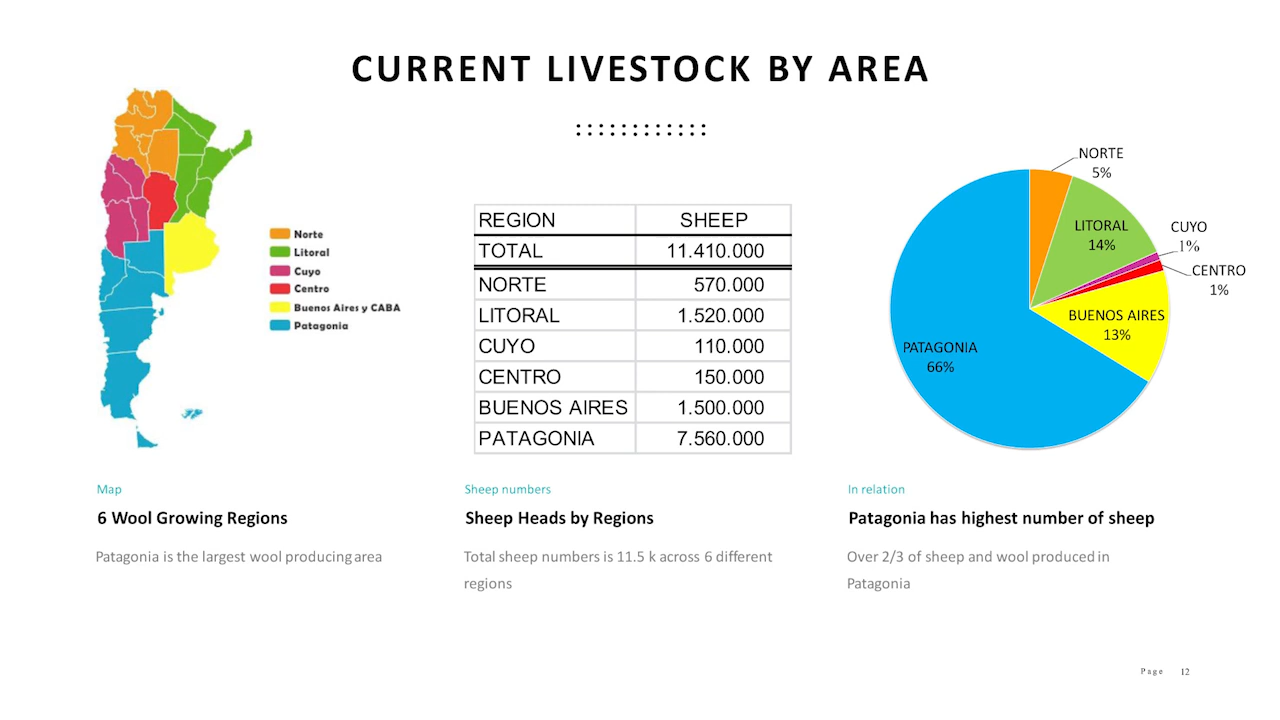 CURRENT LIVESTOCK BY AREA
Norte
Litoral
Cuyo
Centro
Buenos Aires y CABA
Patagonia
REGION SHEEP
TOTAL 11.410.000
NORTE 570.000
LITORAL 1.520.000
CUYO 110.000
CENTRO 150.000
BUENOS AIRES 1.500.000
PATAGONIA 7.560.000
NORTE
5%
LITORAL
14%
CUYO
1%
CENTRO
1%
BUENOS AIRES
13%
PATAGONIA
66%
Map
6 Wool Growing Regions
Patagonia is the largest wool producing area
Sheep numbers
Sheep Heads by Regions
Total sheep numbers is 11.5 k across 6 different
regions
In relation
Patagonia has highest number of sheep
Over 2/3 of sheep and wool produced in
Patagonia
Page 12